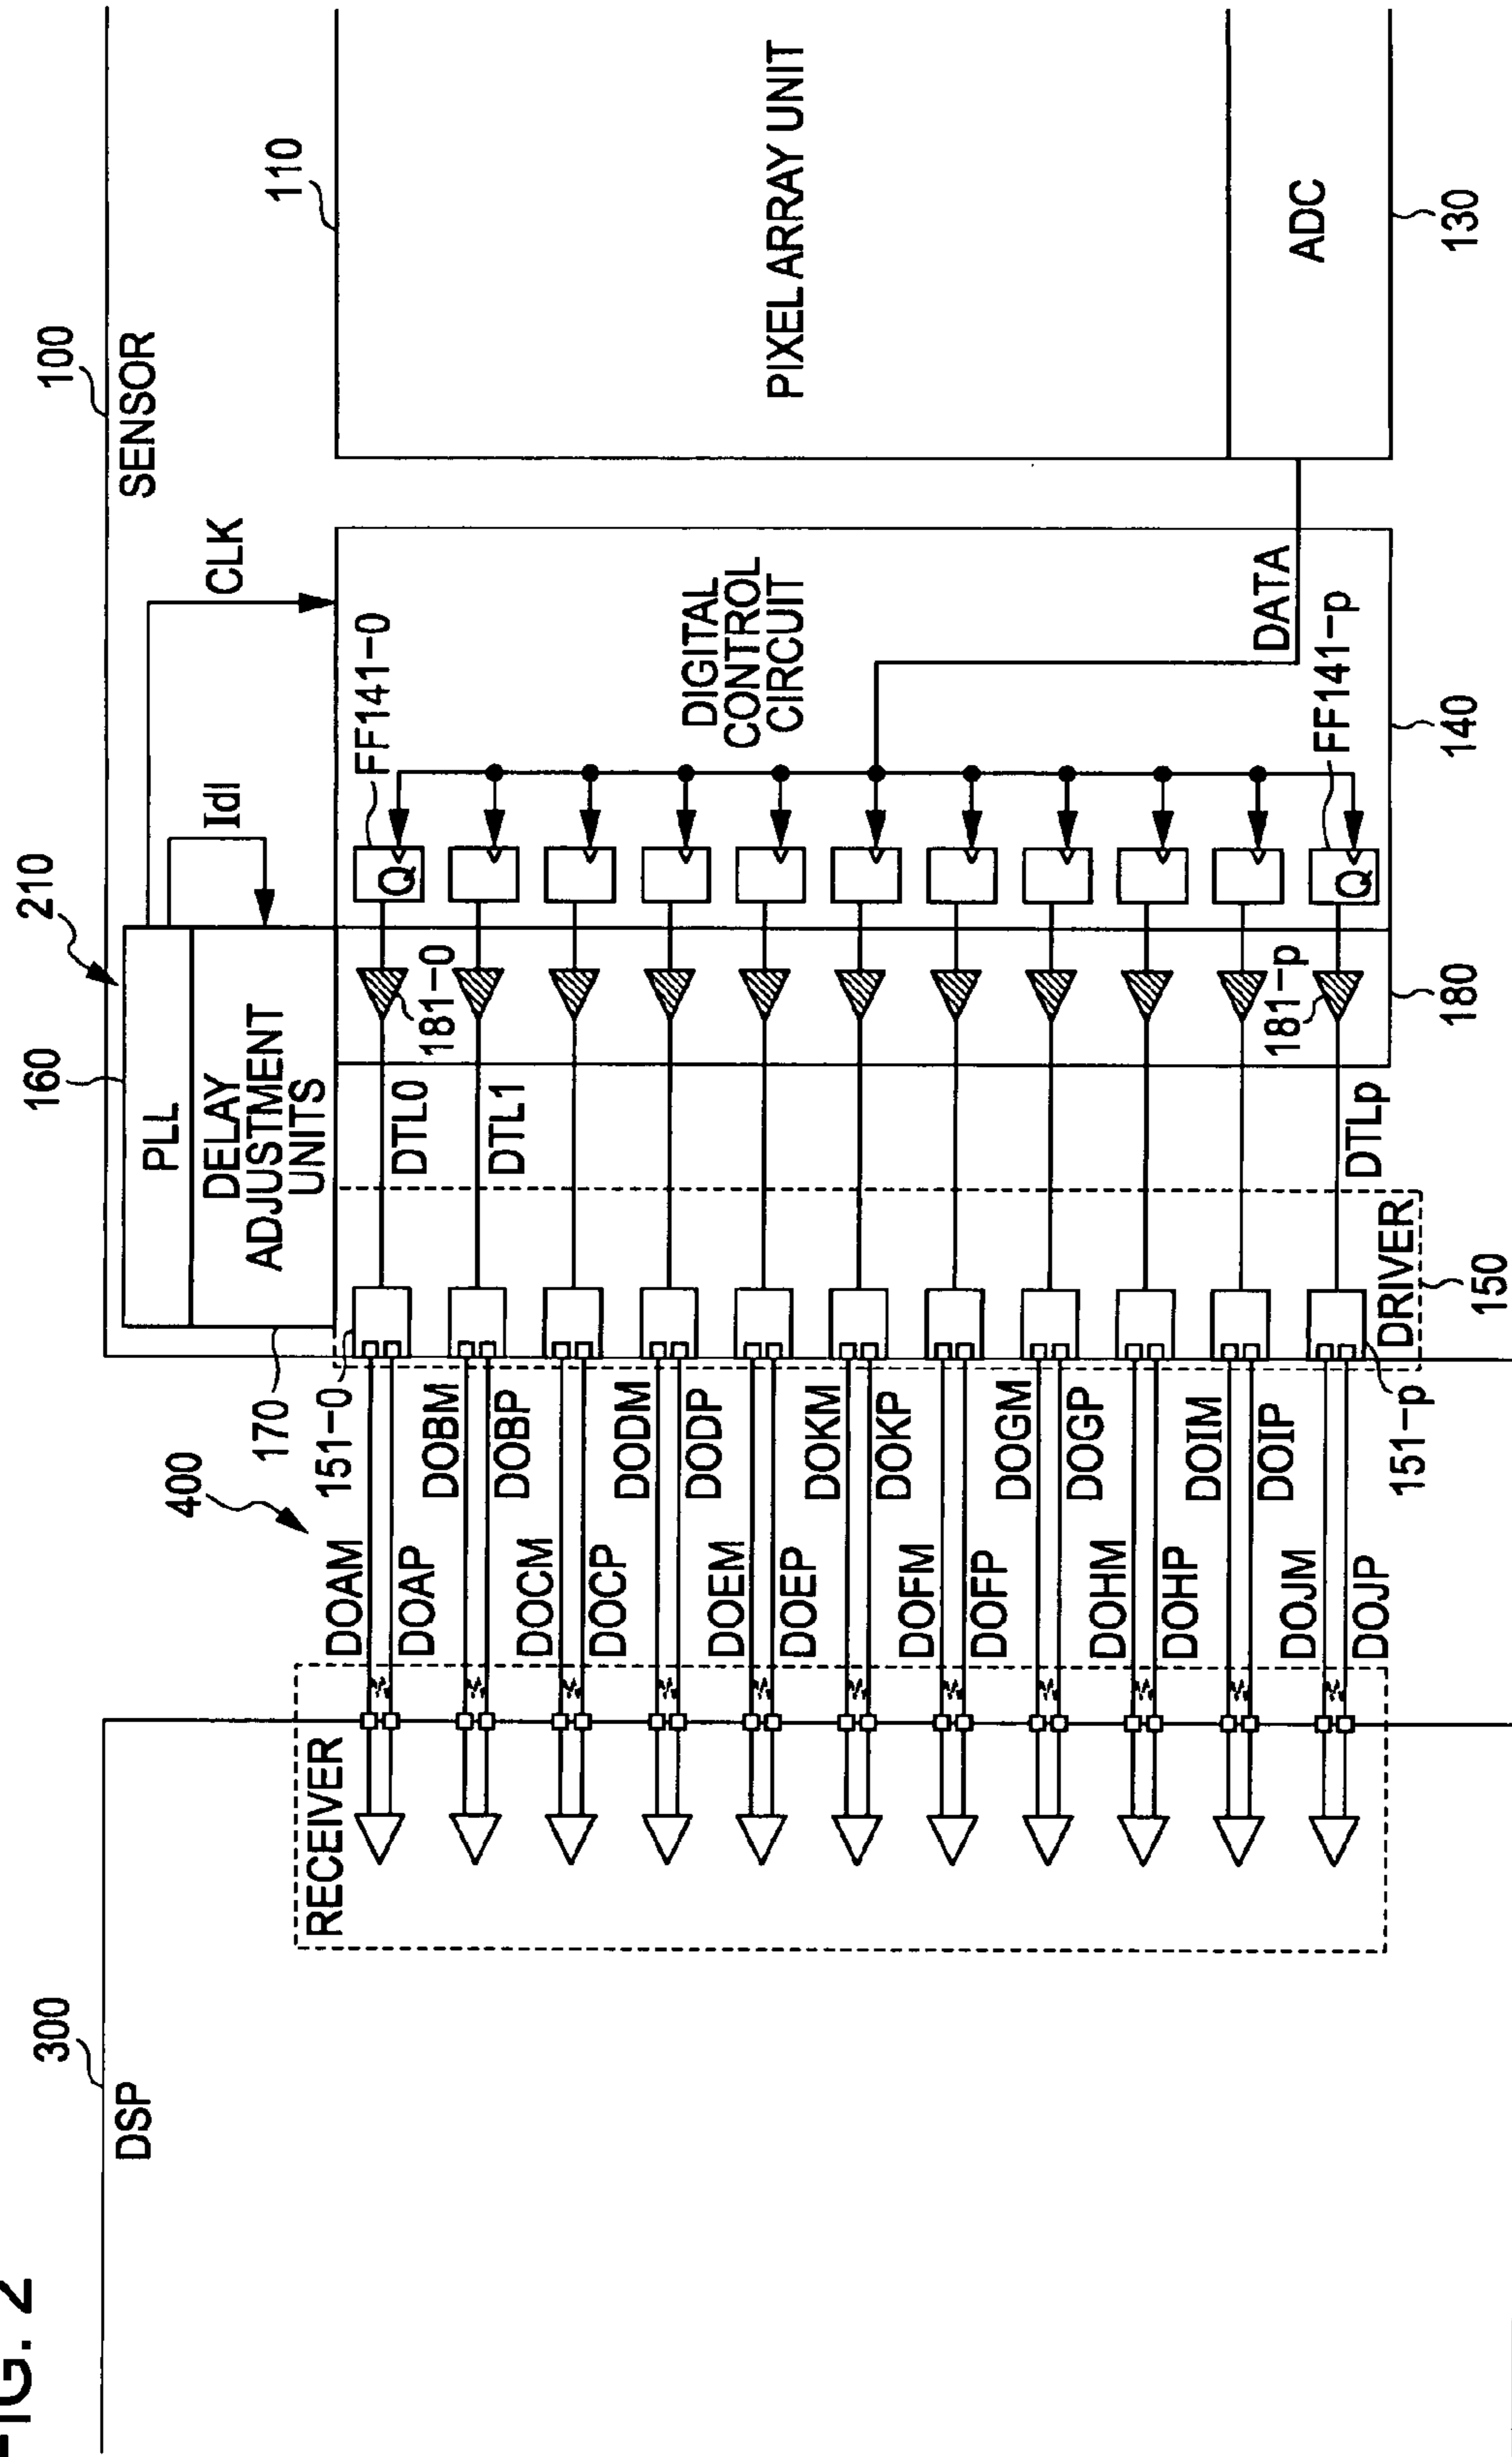 FIG. 2
300
DSP
RECEIVER
400
DOAM
DOAP
DOBM
DOBP
DOCM
DOCP
DODM
DODP
DOEM
DOEP
DOKM
DOKP
DOFM
DOFP
DOGM
DOGP
DOHM
DOHP
DOIM
DOIP
DOJM
DOJP
100
SENSOR
210
160
PLL
DELAY
ADJUSTMENT
UNITS
170
Idl
CLK
151-0
151-p
DRIVER
150
DTL0
DTL1
DTLp
181-0
181-p
180
FF141-0
Q
Q
FF141-p
DIGITAL
CONTROL
CIRCUIT
140
DATA
110
PIXEL ARRAY UNIT
ADC
130